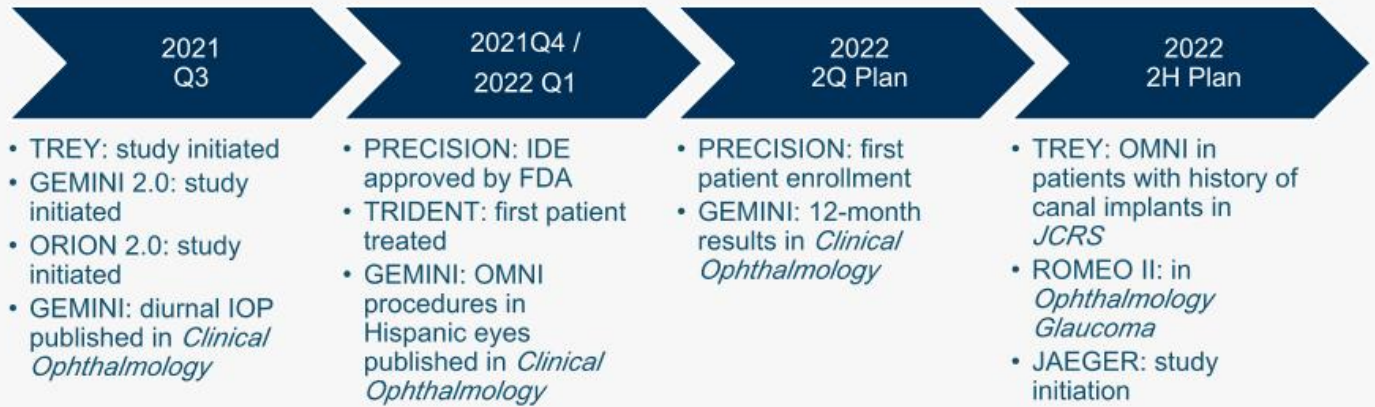 2021
Q3
2021Q4 /
2022 Q1
2022
2Q Plan
2022
2H Plan
• TREY: study initiated
• GEMINI 2.0: study
initiated
• ORION 2.0: study
initiated
• GEMINI: diurnal IOP
published in Clinical
Ophthalmology
• PRECISION: IDE
approved by FDA
• TRIDENT: first patient
treated
• GEMINI: OMNI
procedures in
Hispanic eyes
published in Clinical
Ophthalmology
• PRECISION: first
patient enrollment
• GEMINI: 12-month
results in Clinical
Ophthalmology
• TREY: OMNI in
patients with history of
canal implants in
JCRS
• ROMEO II: in
Ophthalmology
Glaucoma
• JAEGER: study
initiation